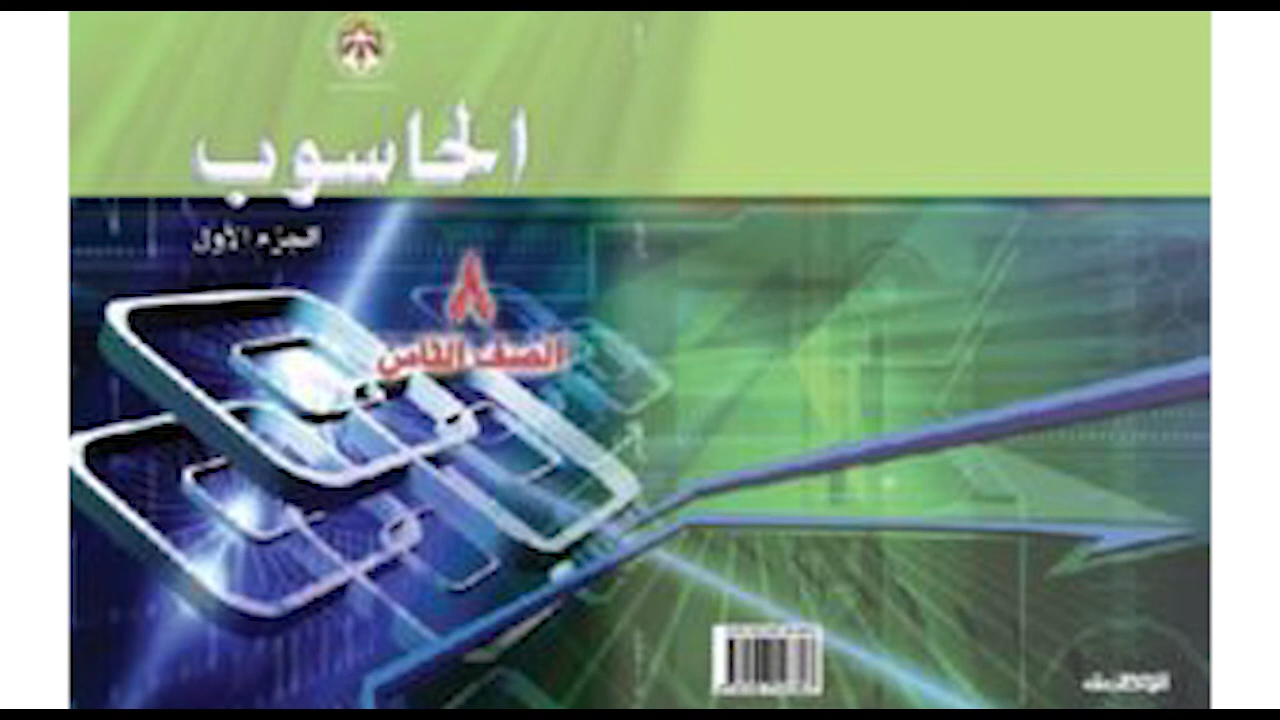 الحاسوب
الجزء الأول
٨
الصف الثامن